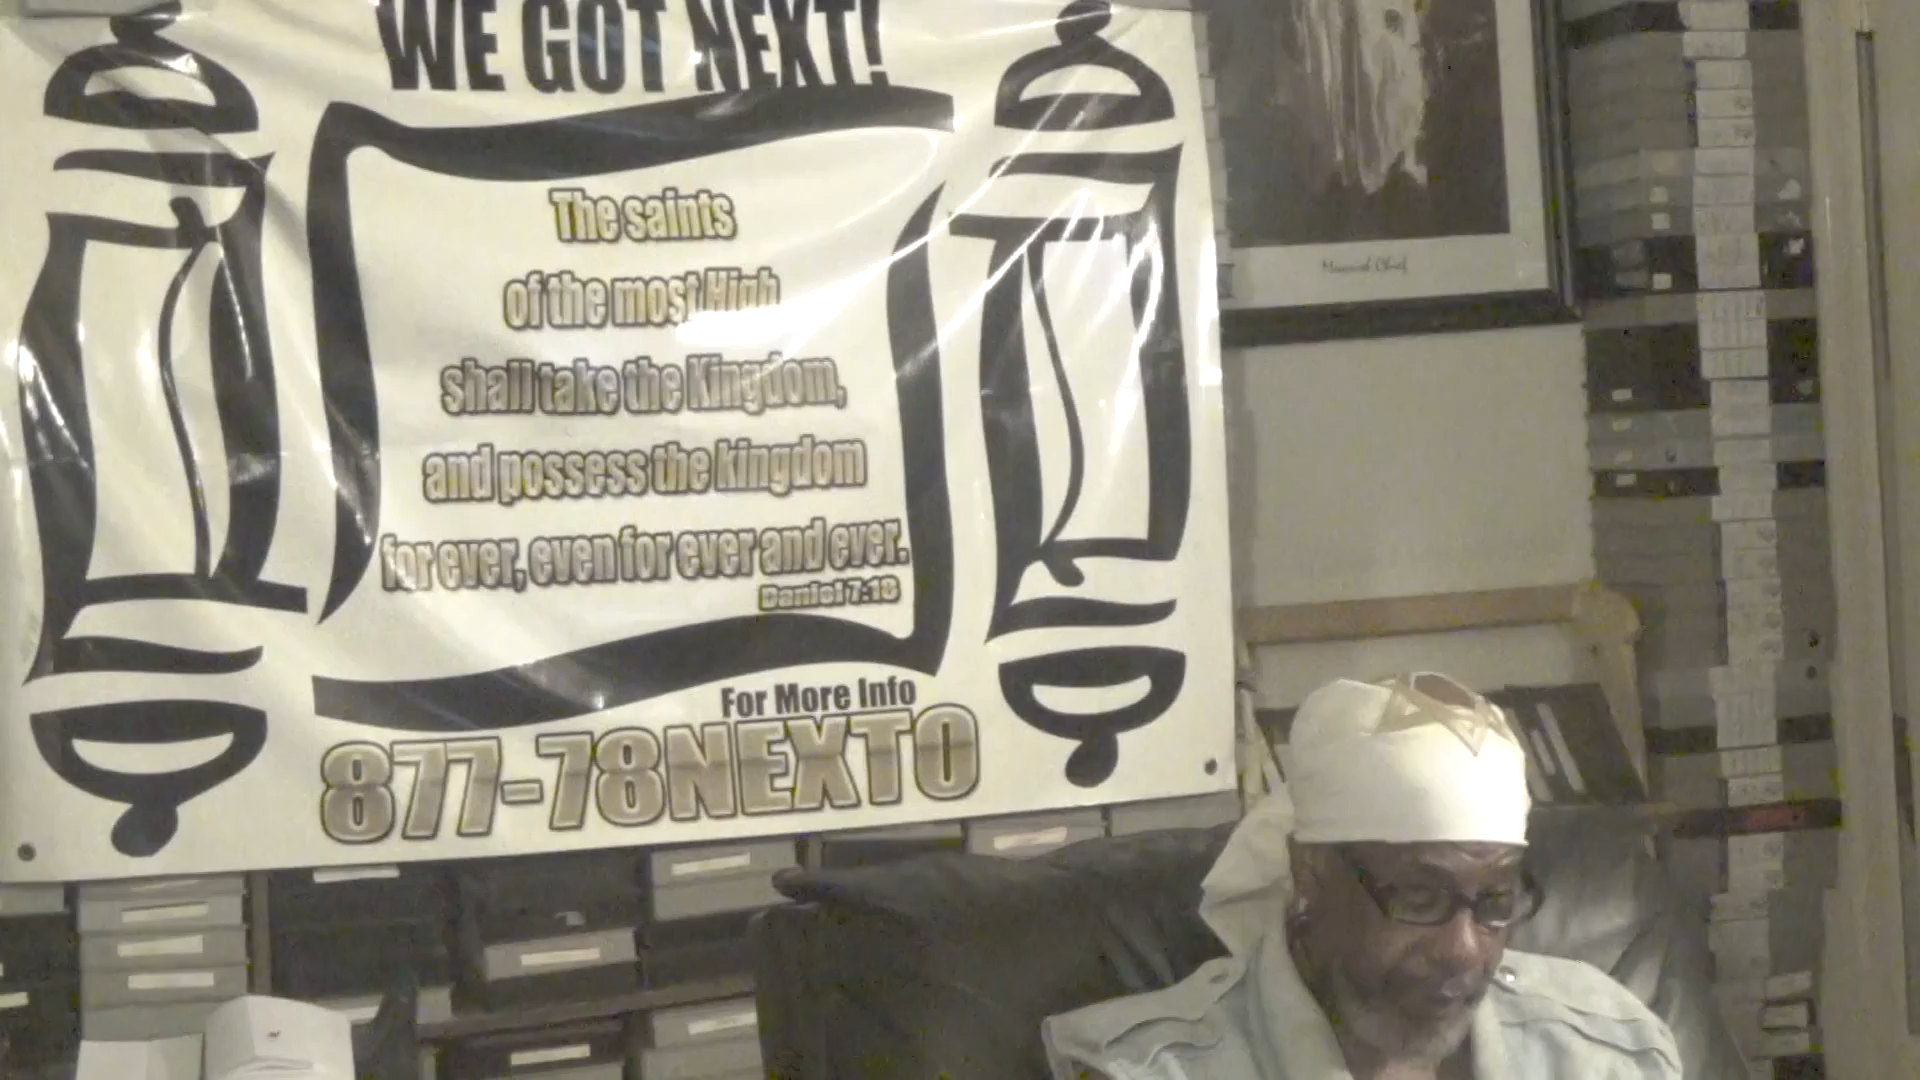 WE GOT NEXT!
The saints
of the most High
shall take the Kingdom,
and possess the kingdom
for ever, even for ever and ever.
Daniel 7:18
For More Info
877-78NEXTO